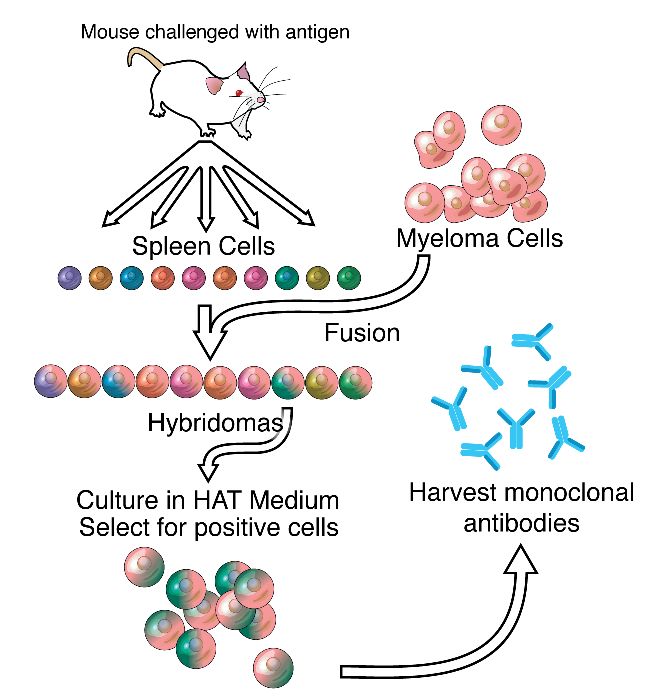 Mouse challenged with antigen
Spleen Cells
Myeloma Cells
Fusion
Hybridomas
Culture in HAT Medium
Select for positive cells
Harvest monoclonal
antibodies